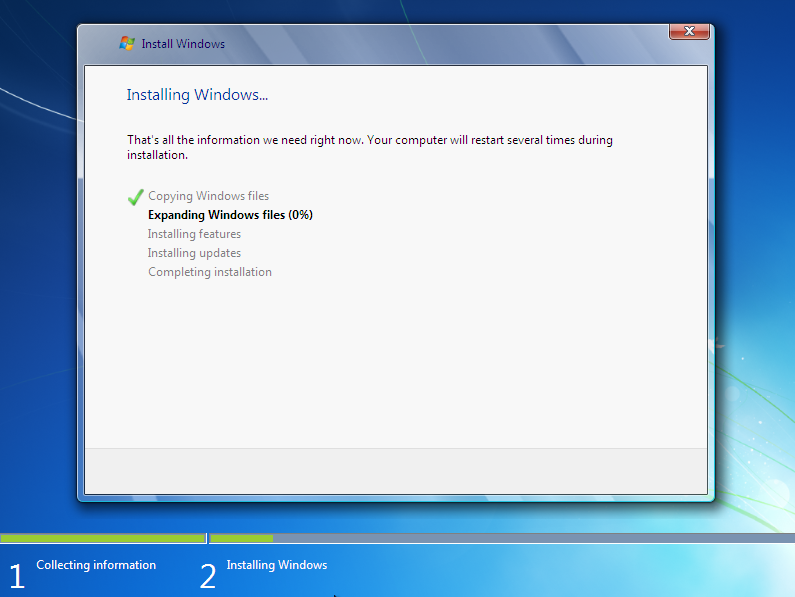 Install Windows
Installing Windows...
That's all the information we need right now. Your computer will restart several times during
installation.
Copying Windows files
Expanding Windows files (0%)
Installing features
Installing updates
Completing installation
1 Collecting information
2 Installing Windows